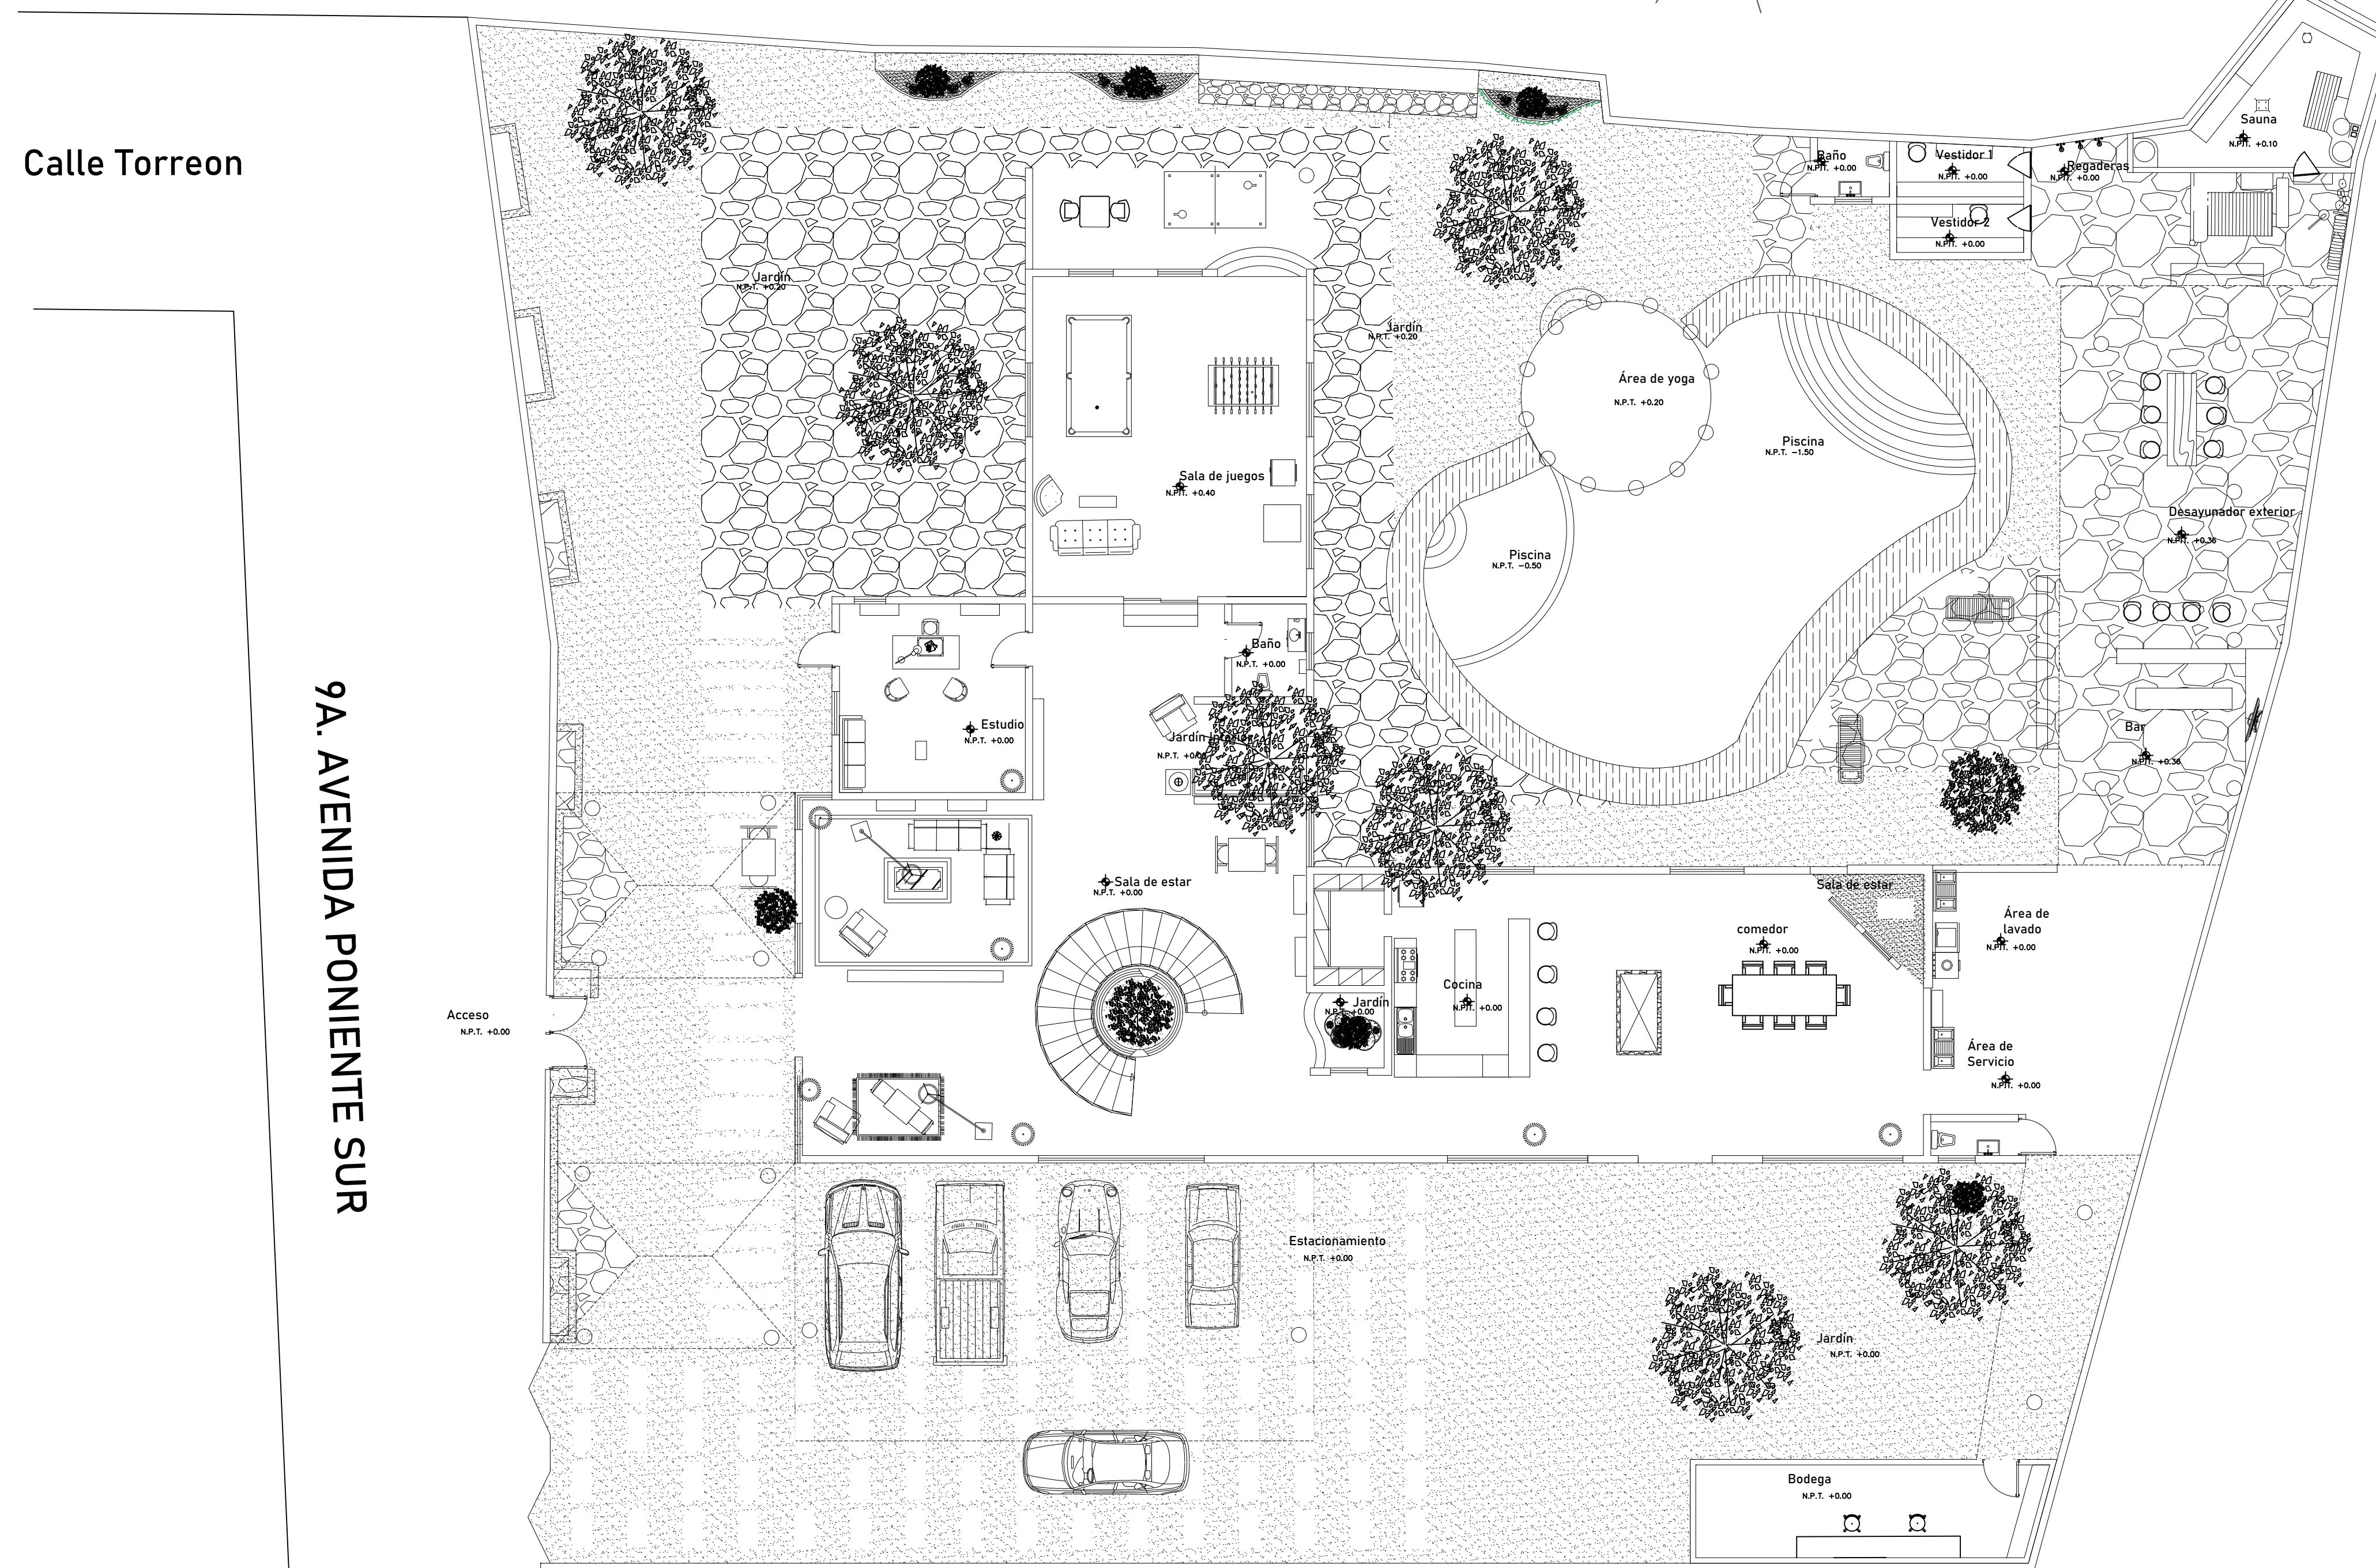 Calle Torreon
9A. AVENIDA PONIENTE SUR
Sauna
N.P.T. +0.10
Baño
N.P.T. +0.00
Vestidor 1
N.P.T. +0.00
Regaderas
N.P.T. +0.00
Vestidor 2
N.P.T. +0.00
Jardín
N.P.T. +0.20
Jardín
N.P.T. +0.20
Área de yoga
N.P.T. +0.20
Piscina
N.P.T. -1.50
Sala de juegos
N.P.T. +0.40
Desayunador exterior
N.P.T. +0.36
Piscina
N.P.T. -0.50
Baño
N.P.T. +0.00
Estudio
N.P.T. +0.00
Jardín interior
N.P.T. +0.00
Bar
N.P.T. +0.36
Sala de estar
N.P.T. +0.00
Sala de estar
Área de
lavado
N.P.T. +0.00
comedor
N.P.T. +0.00
Cocina
N.P.T. +0.00
Jardín
N.P.T. +0.00
Acceso
N.P.T. +0.00
Área de
Servicio
N.P.T. +0.00
Estacionamiento
N.P.T. +0.00
Jardín
N.P.T. +0.00
Bodega
N.P.T. +0.00